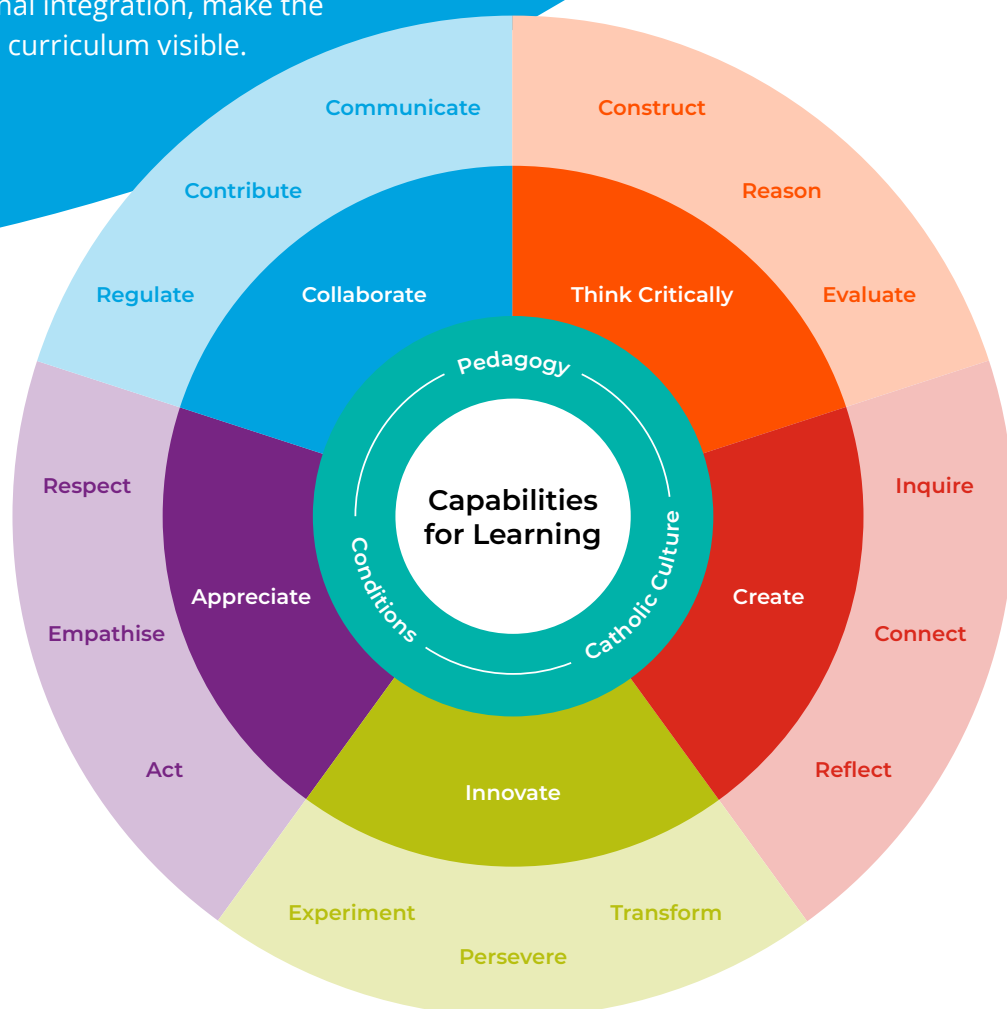 integration, make the
curriculum visible.
Communicate
Construct
Contribute
Reason
Regulate
Collaborate
Think Critically
Evaluate
Pedagogy
Capabilities
for Learning
Conditions
Catholic Culture
Respect
Inquire
Appreciate
Create
Empathise
Connect
Act
Reflect
Innovate
Experiment
Transform
Persevere